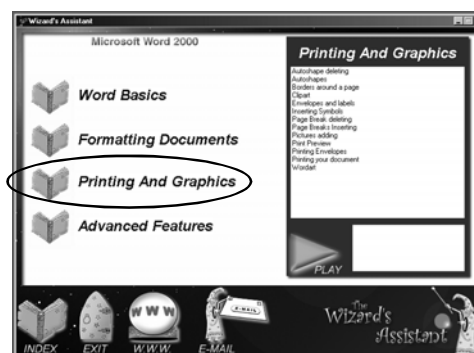 Wizard's Assistant
Microsoft Word 2000
Word Basics
Formatting Documents
Printing And Graphics
Advanced Features
Printing And Graphics
Autoshape deleting
Autoshapes
Borders around a page
Clipart
Envelopes and labels
Inserting Symbols
Page Break deleting
Page Breaks Inserting
Pictures adding
Print Preview
Printing Envelopes
Printing your document
Wordart
PLAY
INDEX
EXIT
WWW
W.W.W.
E-MAIL
E-MAIL
The
Wizard's
Assistant